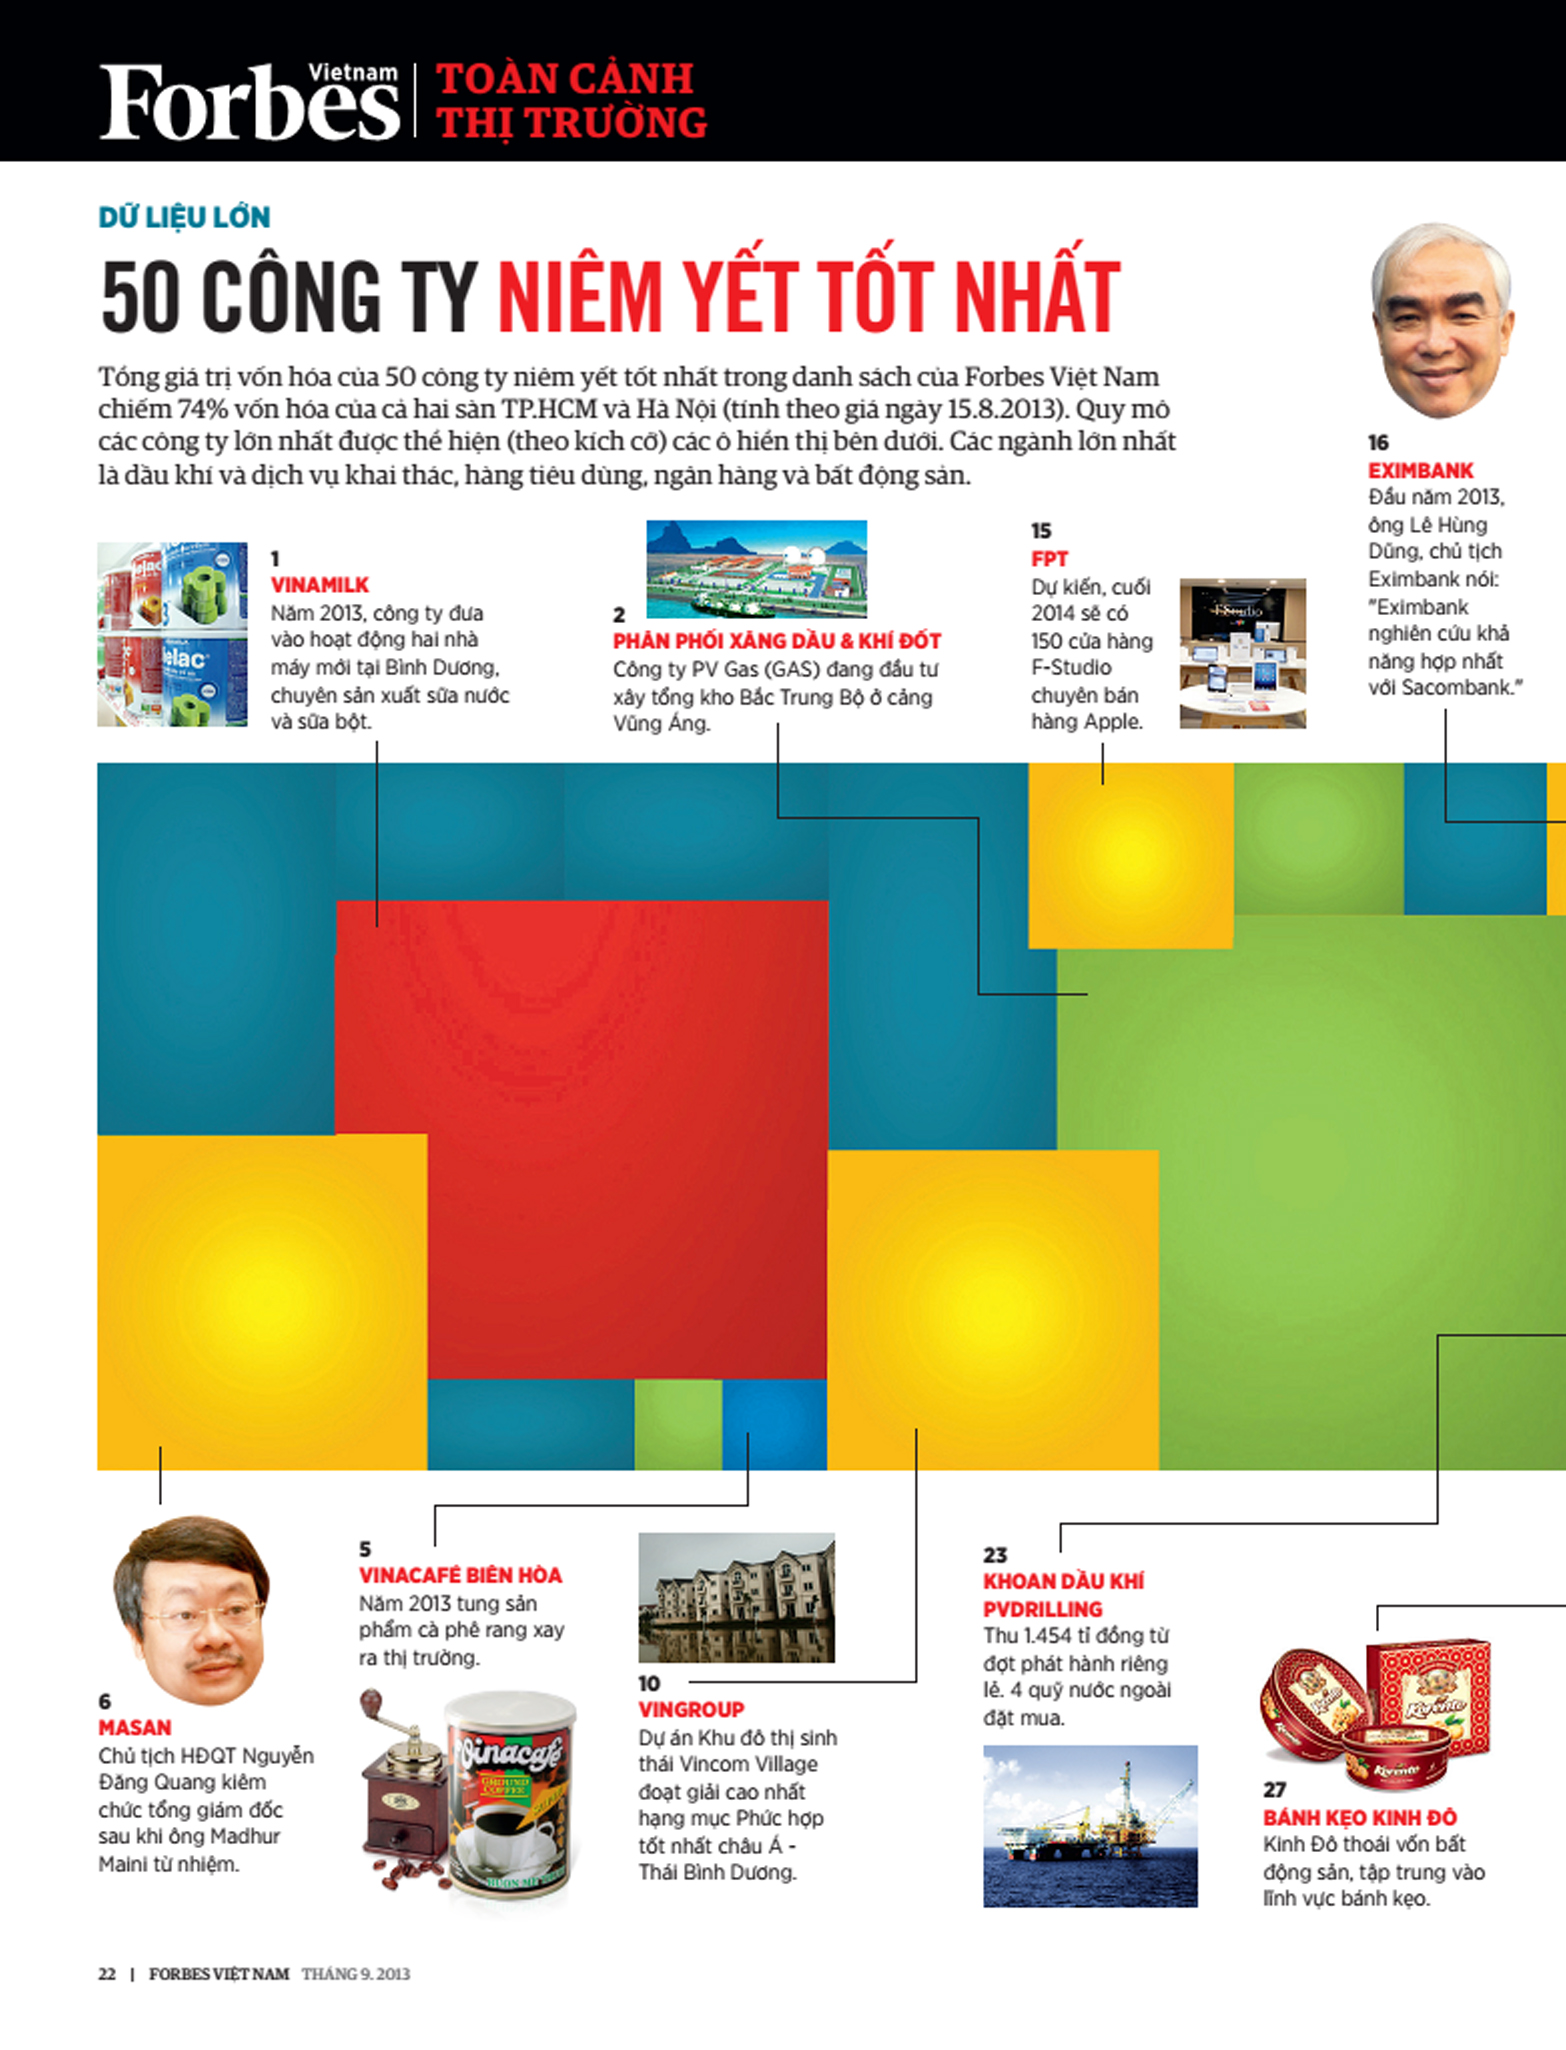 Forbes Vietnam
TOÀN CẢNH
THỊ TRƯỜNG
DỮ LIỆU LỚN
50 CÔNG TY NIÊM YẾT TỐT NHẤT
Tổng giá trị vốn hóa của 50 công ty niêm yết tốt nhất trong danh sách của Forbes Việt Nam
chiếm 74% vốn hóa của cả hai sàn TP.HCM và Hà Nội (tính theo giá ngày 15.8.2013). Quy mô
các công ty lớn nhất được thể hiện (theo kích cỡ) các ô hiển thị bên dưới. Các ngành lớn nhất
là dầu khí và dịch vụ khai thác, hàng tiêu dùng, ngân hàng và bất động sản.
1
VINAMILK
Năm 2013, công ty đưa
vào hoạt động hai nhà
máy mới tại Bình Dương,
chuyên sản xuất sữa nước
và sữa bột.
2
PHÂN PHỐI XĂNG DẦU & KHÍ ĐỐT
Công ty PV Gas (GAS) đang đầu tư
xây tổng kho Bắc Trung Bộ ở cảng
Vũng Áng.
15
FPT
Dự kiến, cuối
2014 sẽ có
150 cửa hàng
F-Studio
chuyên bán
hàng Apple.
F.Studio
16
EXIMBANK
Đầu năm 2013,
ông Lê Hùng
Dũng, chủ tịch
Eximbank nói:
"Eximbank
nghiên cứu khả
năng hợp nhất
với Sacombank."
6
MASAN
Chủ tịch HĐQT Nguyễn
Đăng Quang kiêm
chức tổng giám đốc
sau khi ông Madhur
Maini từ nhiệm.
5
VINACAFÉ BIÊN HÒA
Năm 2013 tung sản
phẩm cà phê rang xay
ra thị trường.
Vinacafé
GROUND
COFFEE
10
VINGROUP
Dự án Khu đô thị sinh
thái Vincom Village
đoạt giải cao nhất
hạng mục Phức hợp
tốt nhất châu Á -
Thái Bình Dương.
23
KHOAN DẦU KHÍ
PVDRILLING
Thu 1.454 tỉ đồng từ
đợt phát hành riêng
lẻ. 4 quỹ nước ngoài
đặt mua.
27
BÁNH KẸO KINH ĐÔ
Kinh Đô thoái vốn bất
động sản, tập trung vào
lĩnh vực bánh kẹo.
22 | FORBES VIỆT NAM THÁNG 9. 2013